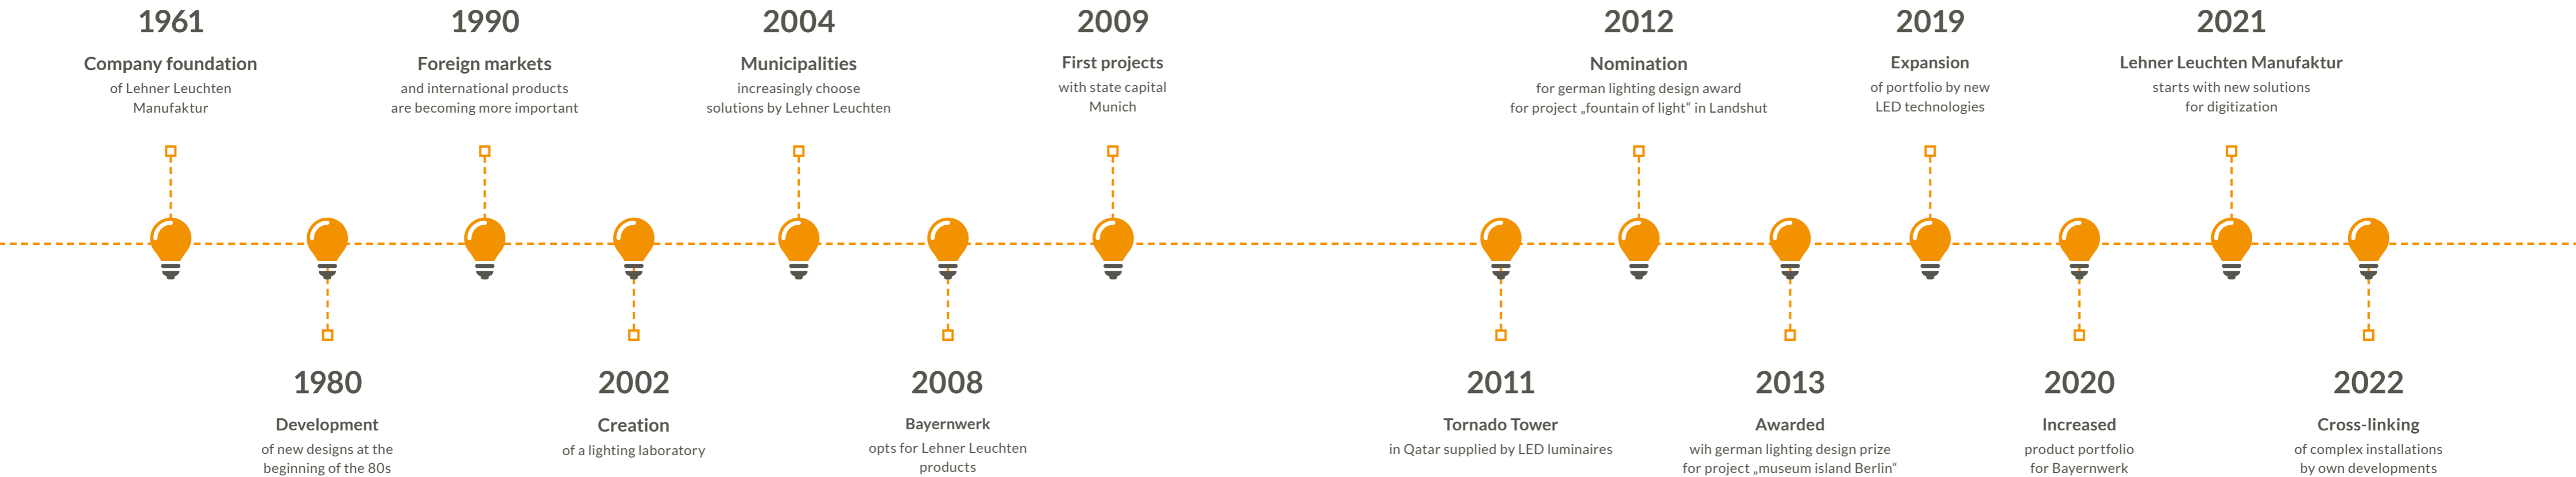 1961
Company foundation
of Lehner Leuchten
Manufaktur
1980
Development
of new designs at the
beginning of the 80s
1990
Foreign markets
and international products
are becoming more important
2002
Creation
of a lighting laboratory
2004
Municipalities
increasingly choose
solutions by Lehner Leuchten
2008
Bayernwerk
opts for Lehner Leuchten
products
2009
First projects
with state capital
Munich
2011
Tornado Tower
in Qatar supplied by LED luminaires
2012
Nomination
for german lighting design award
for project „fountain of light“ in Landshut
2013
Awarded
wih german lighting design prize
for project „museum island Berlin“
2019
Expansion
of portfolio by new
LED technologies
2020
Increased
product portfolio
for Bayernwerk
2021
Lehner Leuchten Manufaktur
starts with new solutions
for digitization
2022
Cross-linking
of complex installations
by own developments